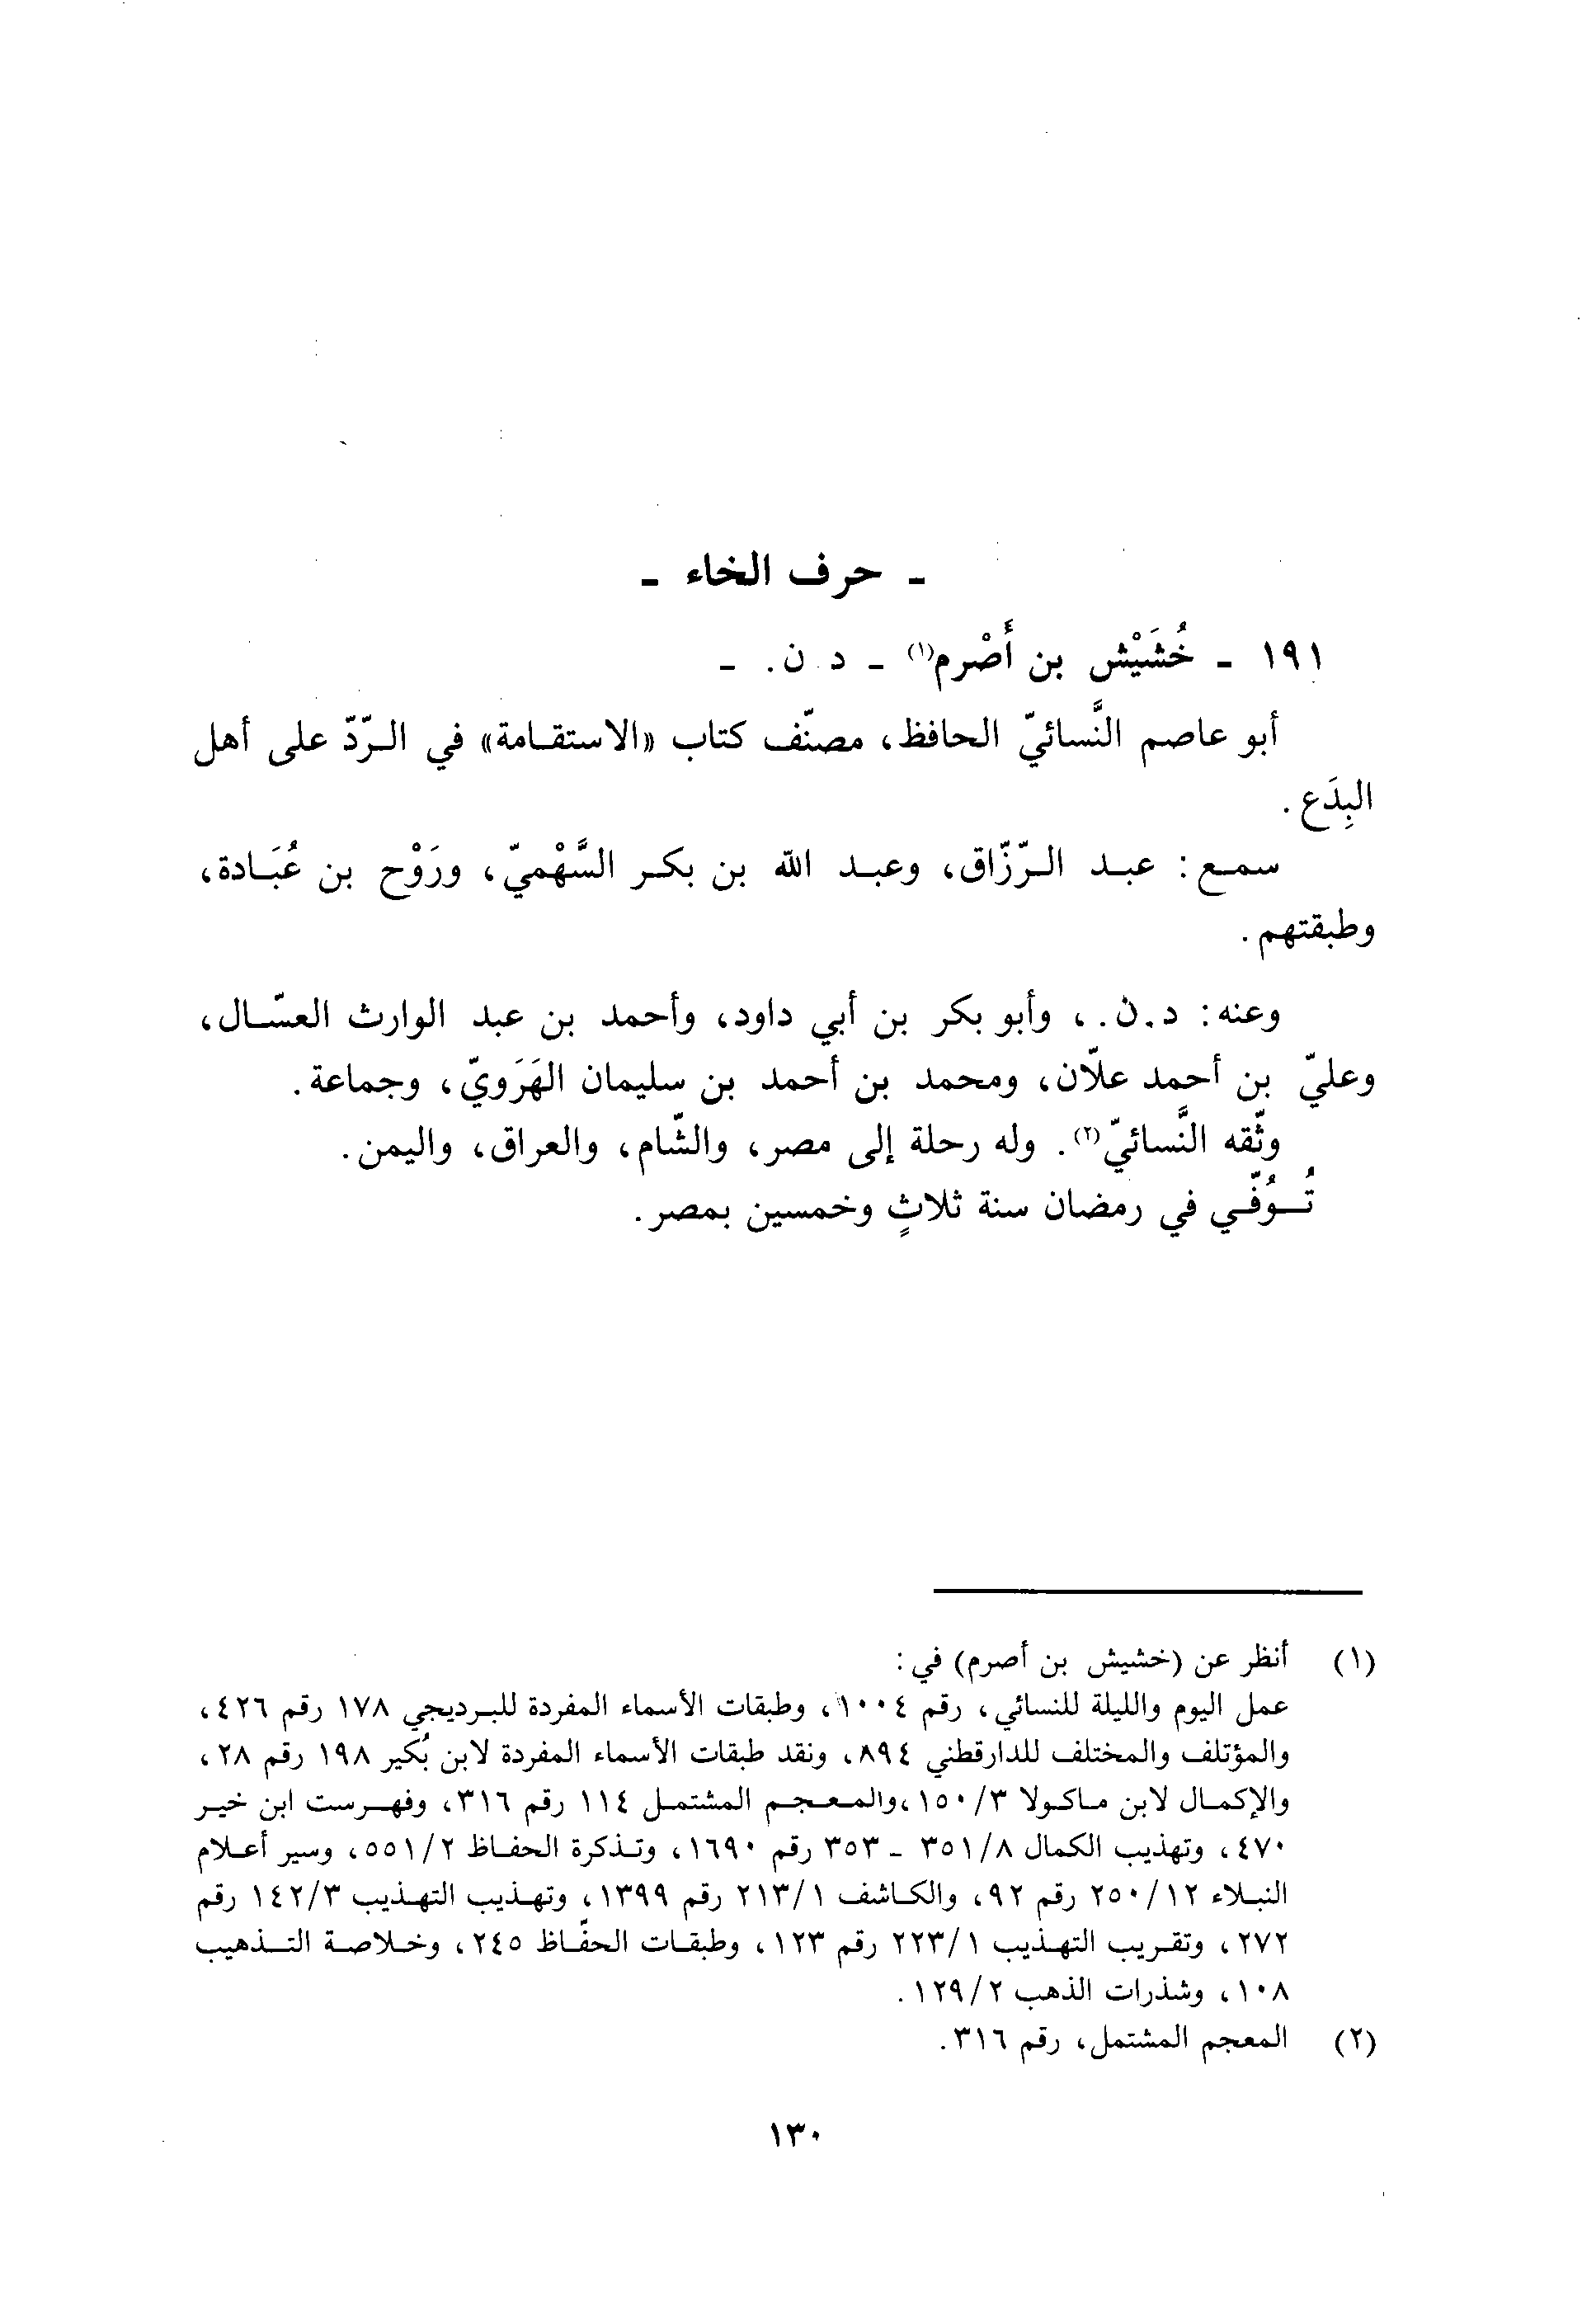 - حرف الخاء -
١٩١ - خُشَيْش بن أَصْرم(١) - د ن. -
أبو عاصم النَّسائيّ الحافظ، مصنّف كتاب «الاستقامة» في الردّ على أهل
البِدَع.
سمع: عبد الرّزّاق، وعبد الله بن بكر السَّهْميّ، ورَوْح بن عُبَادة،
وطبقتهم.
وعنه: د.ن.، وأبو بكر بن أبي داود، وأحمد بن عبد الوارث العسّال،
وعليّ بن أحمد علّان، ومحمد بن أحمد بن سليمان الهَرَويّ، وجماعة.
وثّقه النَّسائيّ(٢). وله رحلة إلى مصر، والشّام، والعراق، واليمن.
تُوُفّي في رمضان سنة ثلاثٍ وخمسين بمصر.
(١) أنظر عن (خشيش بن أصرم) في:
عمل اليوم والليلة للنسائي، رقم ١٠٠٤، وطبقات الأسماء المفردة للبرديجي ١٧٨ رقم ٤٢٦،
والمؤتلف والمختلف للدارقطني ٨٩٤، ونقد طبقات الأسماء المفردة لابن بُكير ١٩٨ رقم ٢٨،
والإكمال لابن ماكولا ٣/١٥٠، والمعجم المشتمل ١١٤ رقم ٣١٦، وفهرست ابن خير
٤٧٠، وتهذيب الكمال ٨/٣٥١ - ٣٥٣ رقم ١٦٩٠، وتذكرة الحفاظ ٢/٥٥١، وسير أعلام
النبلاء ١٢/٢٥٠ رقم ٩٢، والكاشف ١/٢١٣ رقم ١٣٩٩، وتهذيب التهذيب ٣/١٤٢ رقم
٢٧٢، وتقريب التهذيب ١/٢٢٣ رقم ١٢٣، وطبقات الحفّاظ ٢٤٥، وخلاصة التذهيب
١٠٨، وشذرات الذهب ٢/١٢٩.
(٢) المعجم المشتمل، رقم ٣١٦.
١٣٠